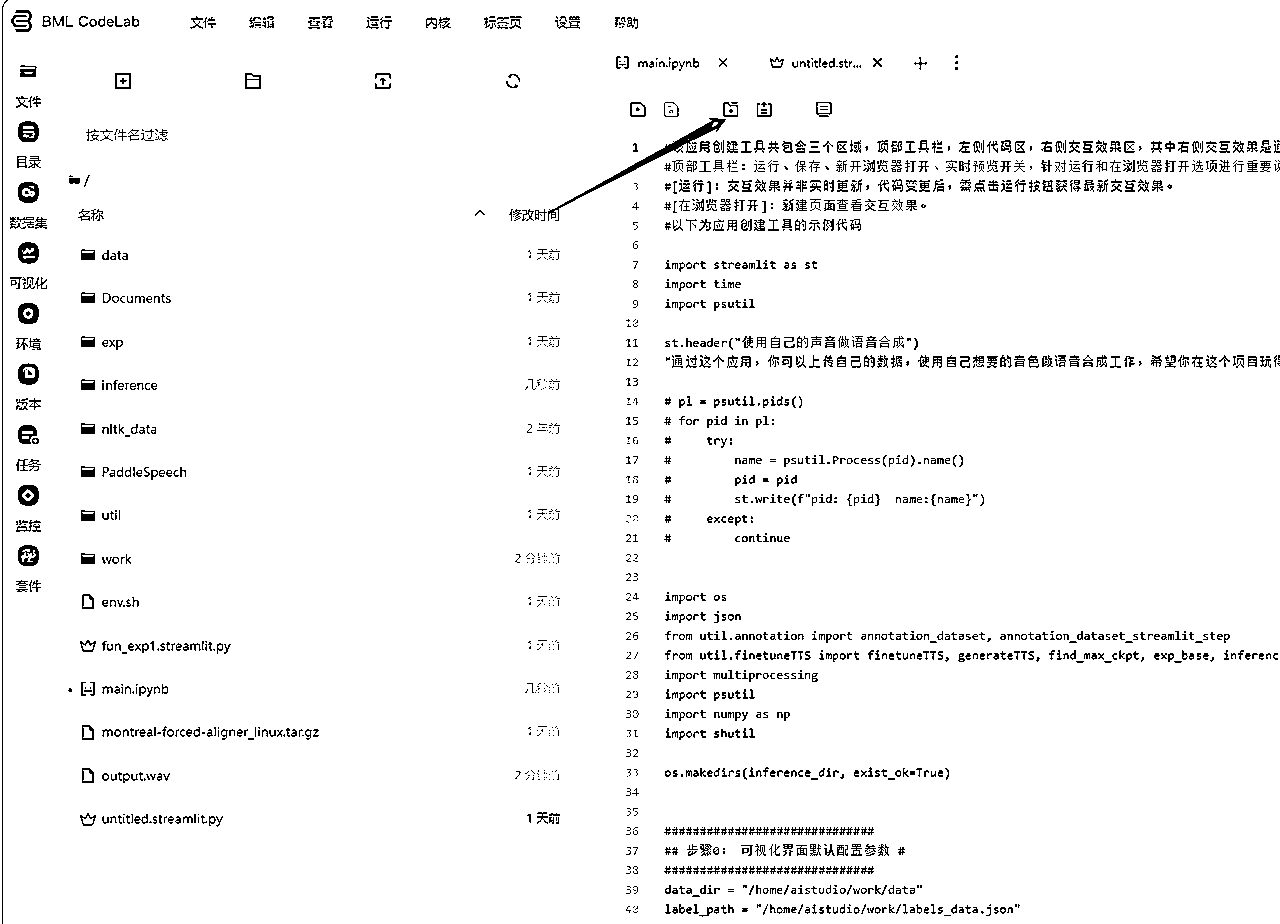 BML CodeLab 文件 编辑 查看 运行 内核 标签页 设置 帮助
main.ipynb untitled.str...
文件
目录
数据集
可视化
环境
版本
任务
监控
套件
按文件名过滤
/
名称 修改时间
data 1 天前
Documents 1 天前
exp 1 天前
inference 几秒前
nltk_data 2 年前
PaddleSpeech 1 天前
util 1 天前
work 2 分钟前
env.sh 1 天前
fun_exp1.streamlit.py 1 天前
main.ipynb 几秒前
montreal-forced-aligner_linux.tar.gz 1 天前
output.wav 2 分钟前
untitled.streamlit.py 1 天前
1 #该应用创建工具共包含三个区域，顶部工具栏，左侧代码区，右侧交互效果区，其中右侧交互效果是通
#顶部工具栏：运行、保存、新开浏览器打开、实时预览开关，针对运行和在浏览器打开选项进行重要说
3 #[运行]：交互效果并非实时更新，代码变更后，需点击运行按钮获得最新交互效果。
4 #[在浏览器打开]：新建页面查看交互效果。
5 #以下为应用创建工具的示例代码
6
7 import streamlit as st
8 import time
9 import psutil
10
11 st.header("使用自己的声音做语音合成")
12 "通过这个应用，你可以上传自己的数据，使用自己想要的音色做语音合成工作，希望你在这个项目玩得
13
14 # pl = psutil.pids()
15 # for pid in pl:
16 #     try:
17 #         name = psutil.Process(pid).name()
18 #         pid = pid
19 #         st.write(f"pid: {pid}  name:{name}")
20 #     except:
21 #         continue
22
23
24 import os
25 import json
26 from util.annotation import annotation_dataset, annotation_dataset_streamlit_step
27 from util.finetuneTTS import finetuneTTS, generateTTS, find_max_ckpt, exp_base, inferenc
28 import multiprocessing
29 import psutil
30 import numpy as np
31 import shutil
32
33 os.makedirs(inference_dir, exist_ok=True)
34
35
36 ##############################
37 ## 步骤0： 可视化界面默认配置参数 #
38 ##############################
39 data_dir = "/home/aistudio/work/data"
40 label_path = "/home/aistudio/work/labels_data.json"